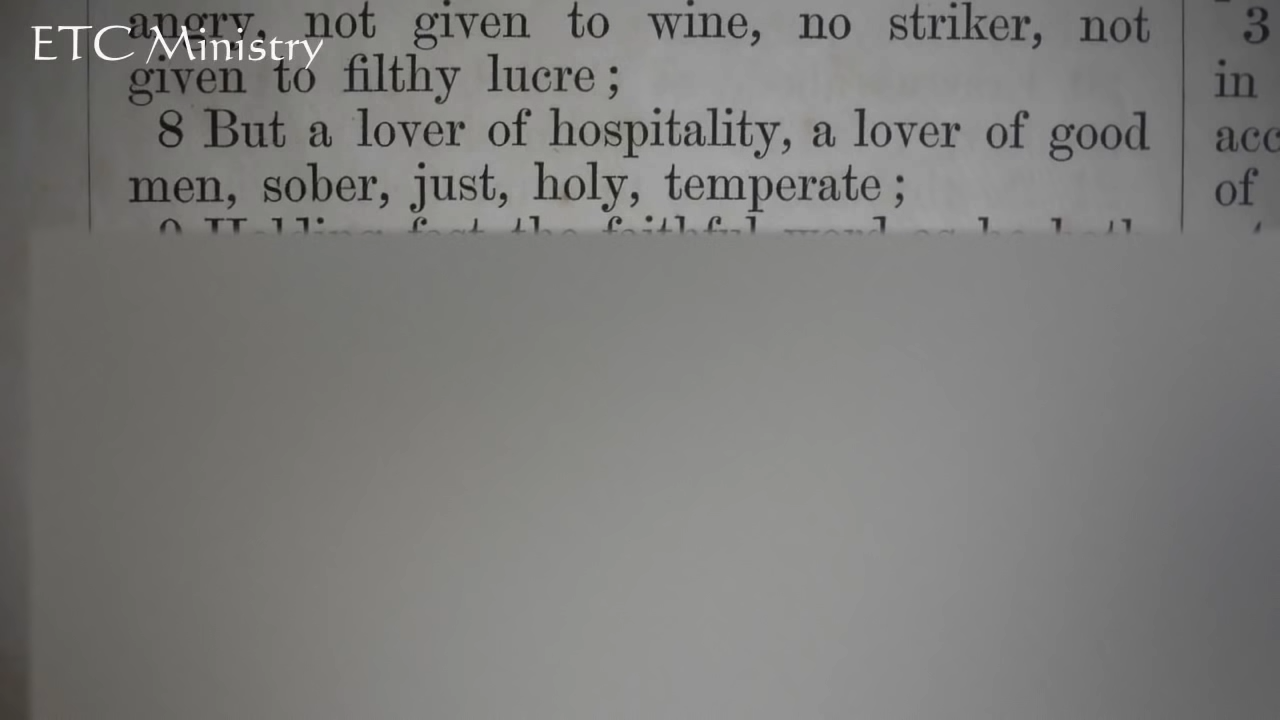 ETC Ministry
angry, not given to wine, no striker, not
given to filthy lucre ;
8 But a lover of hospitality, a lover of good
men, sober, just, holy, temperate ;
3
in
of